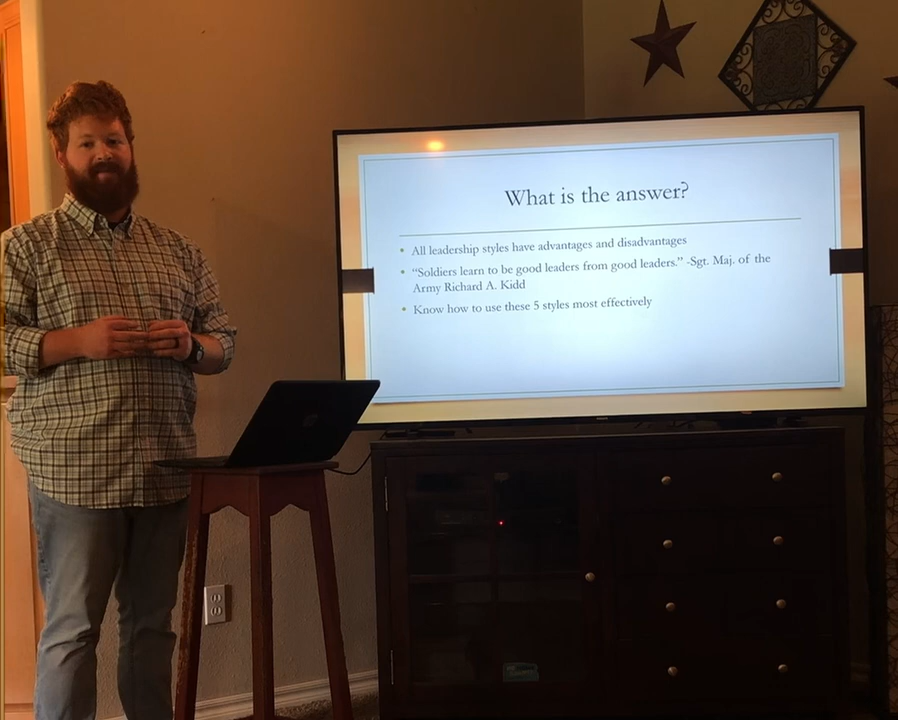 What is the answer?
All leadership styles have advantages and disadvantages
“Soldiers learn to be good leaders from good leaders.” -Sgt. Maj. of the
Army Richard A. Kidd
Know how to use these 5 styles most effectively